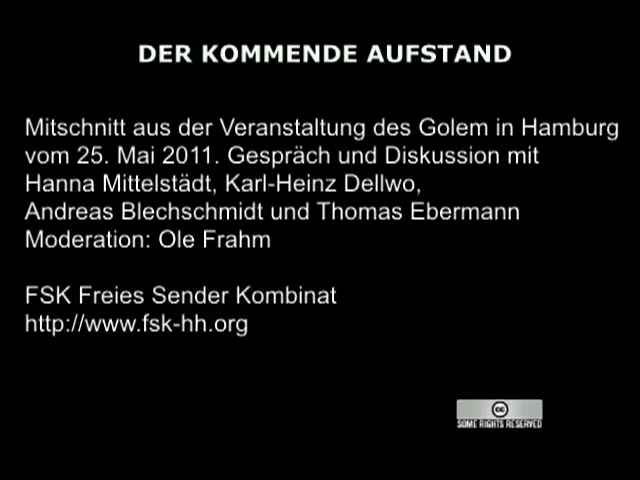 DER KOMMENDE AUFSTAND
Mitschnitt aus der Veranstaltung des Golem in Hamburg
vom 25. Mai 2011. Gespräch und Diskussion mit
Hanna Mittelstädt, Karl-Heinz Dellwo,
Andreas Blechschmidt und Thomas Ebermann
Moderation: Ole Frahm
FSK Freies Sender Kombinat
http://www.fsk-hh.org
cc
SOME RIGHTS RESERVED